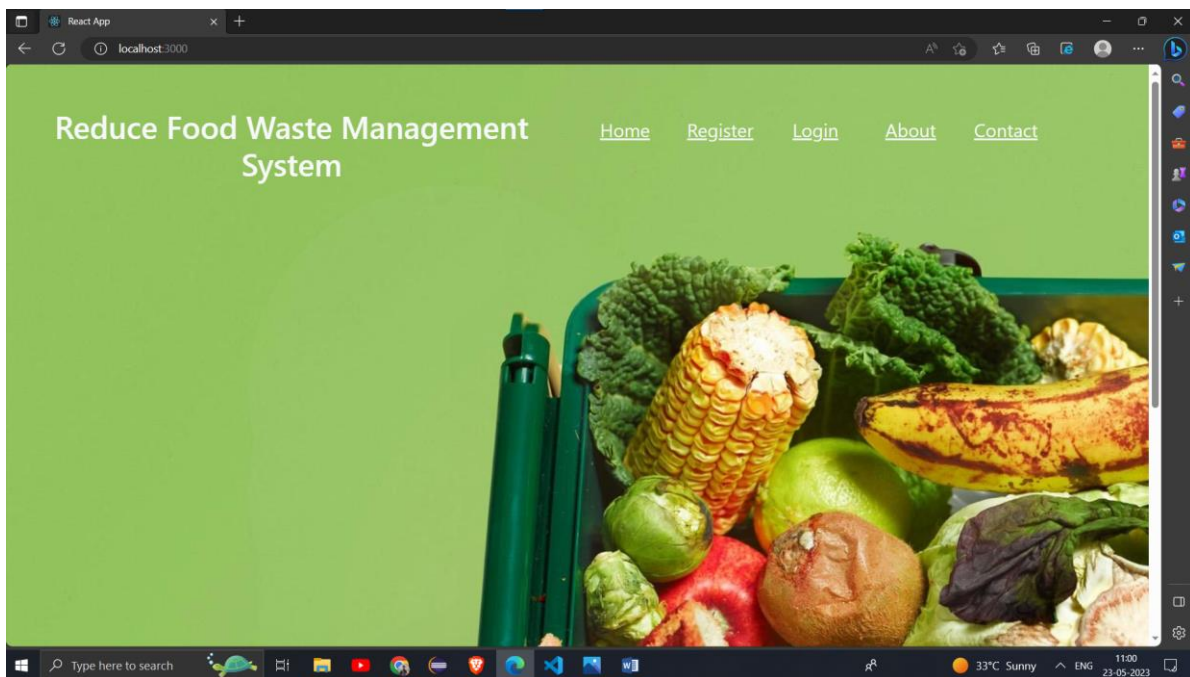 React App
localhost:3000
Reduce Food Waste Management
System
Home Register Login About Contact
Type here to search
33°C Sunny
ENG
11:00
23-05-2023